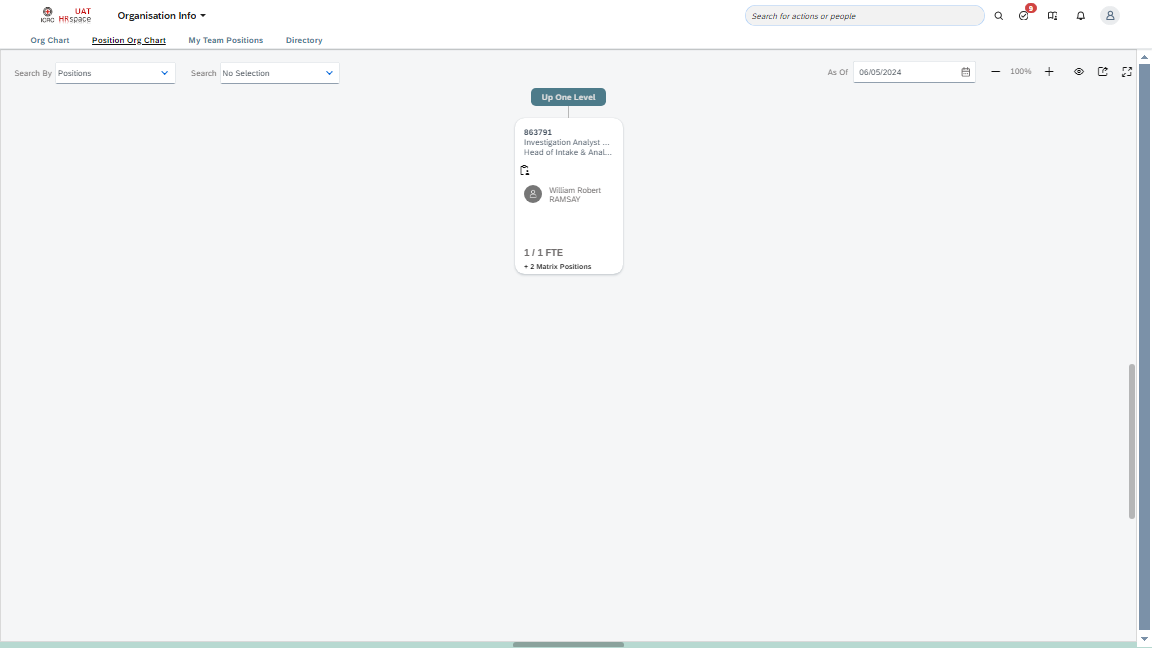 ICRC
UAT
HRspace
Organisation Info
Search for actions or people
9
Org Chart
Position Org Chart
My Team Positions
Directory
Search By
Positions
Search
No Selection
As Of
06/05/2024
100%
Up One Level
863791
Investigation Analyst ...
Head of Intake & Anal...
William Robert
RAMSAY
1 / 1 FTE
+ 2 Matrix Positions